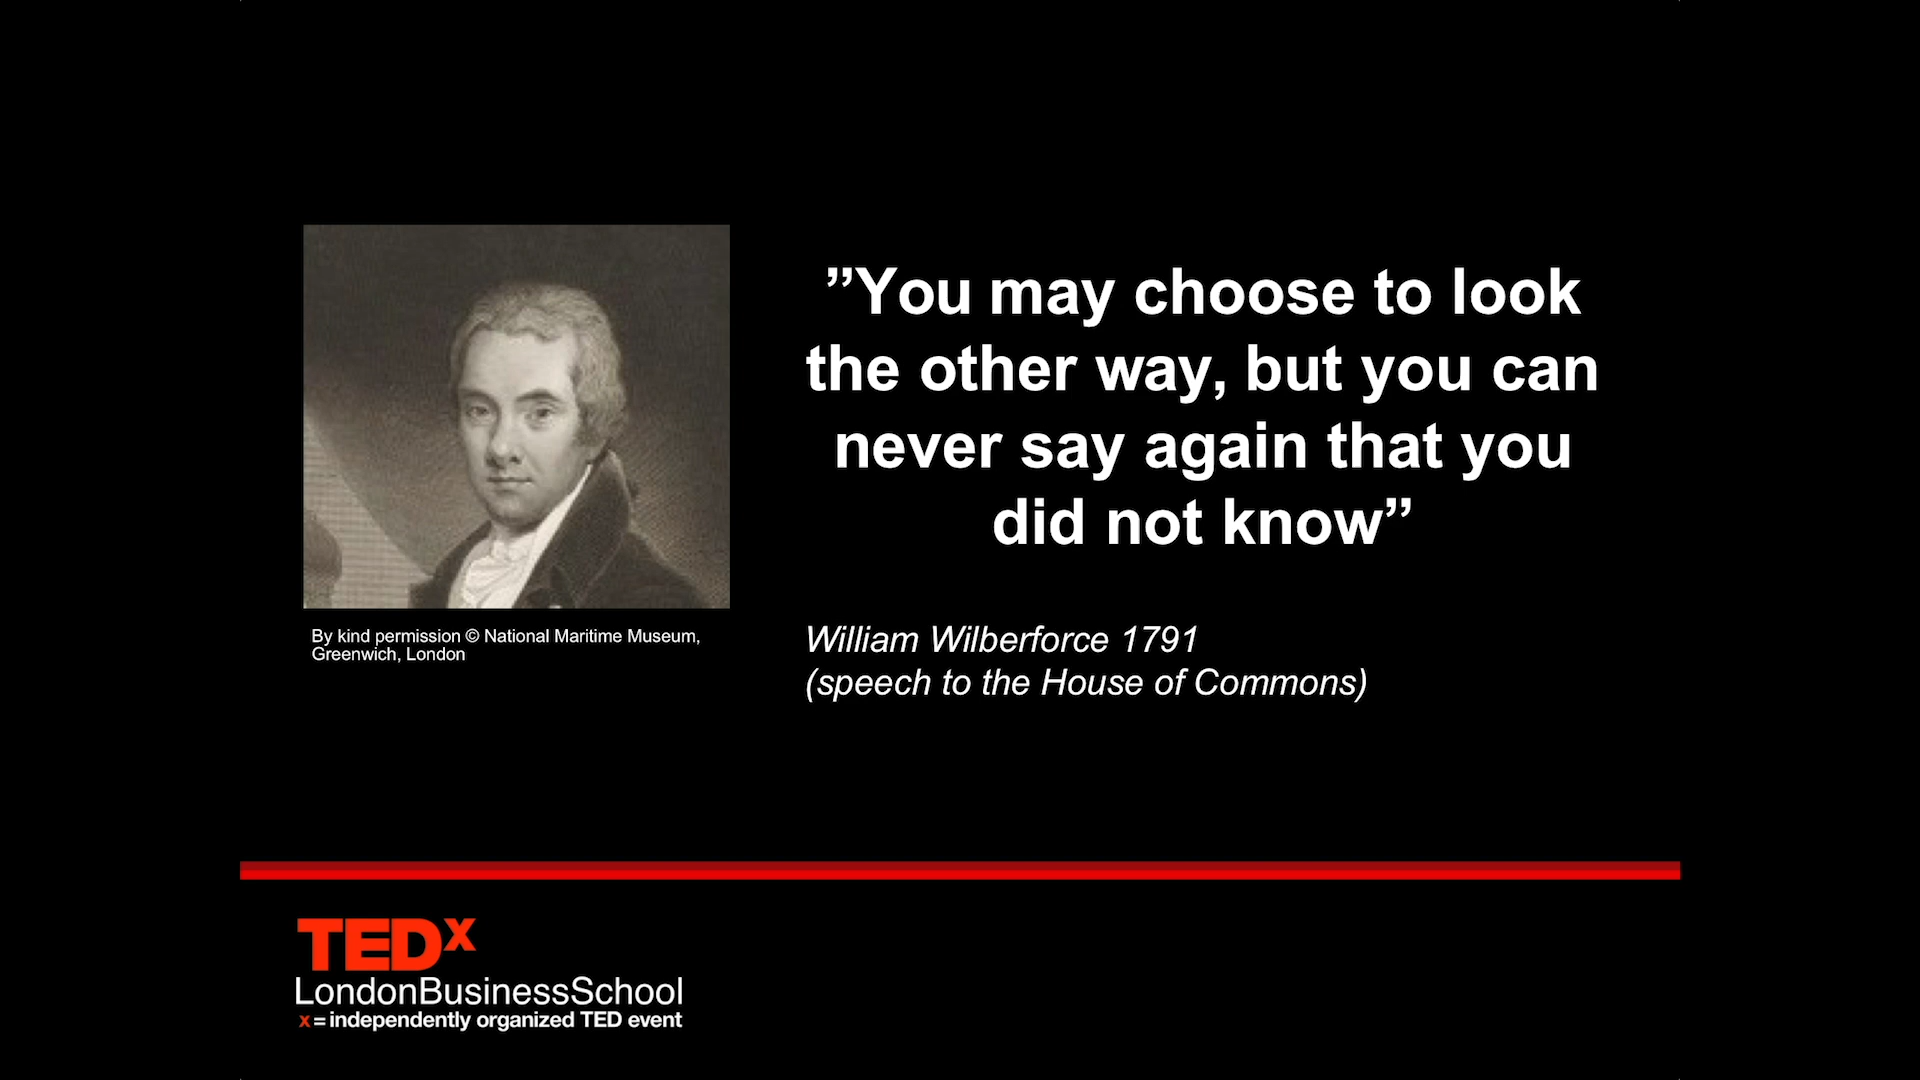 ”You may choose to look
the other way, but you can
never say again that you
did not know”
William Wilberforce 1791
(speech to the House of Commons)
By kind permission © National Maritime Museum,
Greenwich, London
TEDx
LondonBusinessSchool
x = independently organized TED event